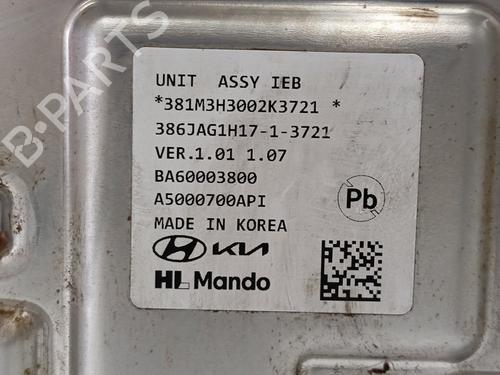 UNIT ASSY IEB
*381M3H3002K3721 *
386JAG1H17-1-3721
VER.1.01 1.07
BA60003800
A5000700API
Pb
MADE IN KOREA
KIA
HL Mando